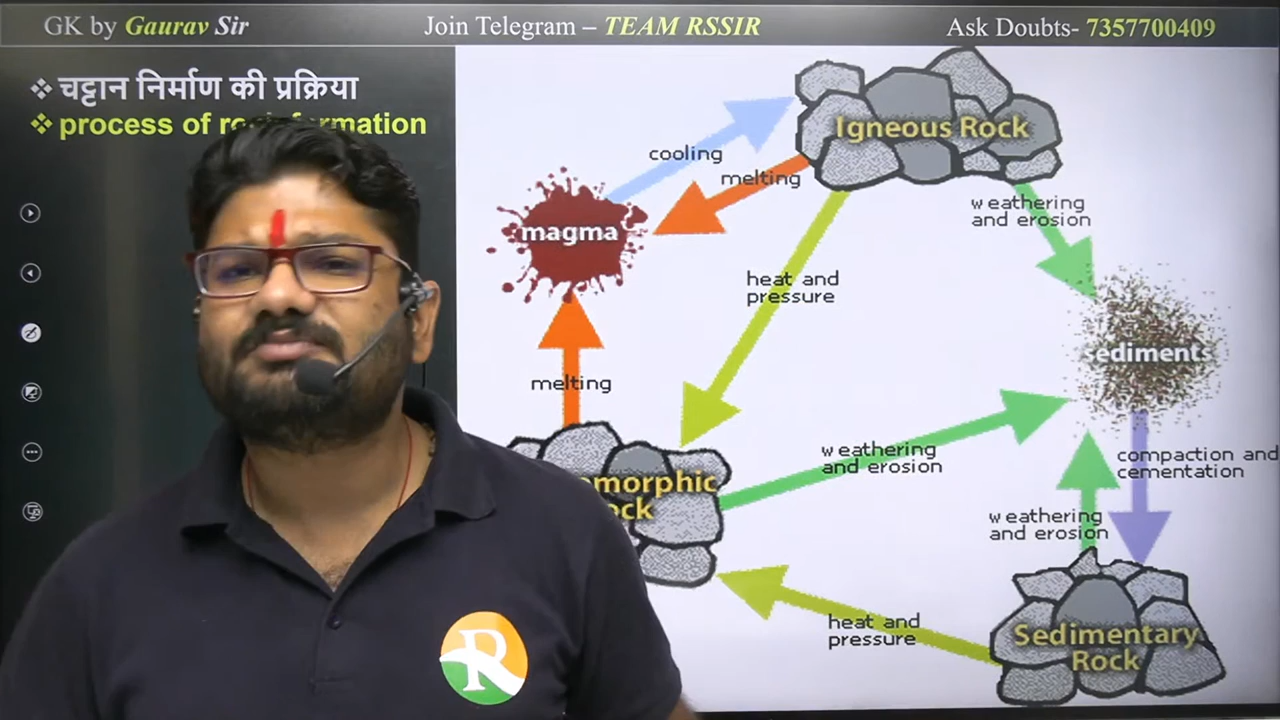 GK by Gaurav Sir
Join Telegram – TEAM RSSIR
Ask Doubts- 7357700409
❖ चट्टान निर्माण की प्रक्रिया
❖ process of formation
Igneous Rock
cooling
melting
magma
weathering
and erosion
heat and
pressure
sediments
melting
weathering
and erosion
compaction and
cementation
morphic
ock
weathering
and erosion
heat and
pressure
Sedimentary
Rock
R